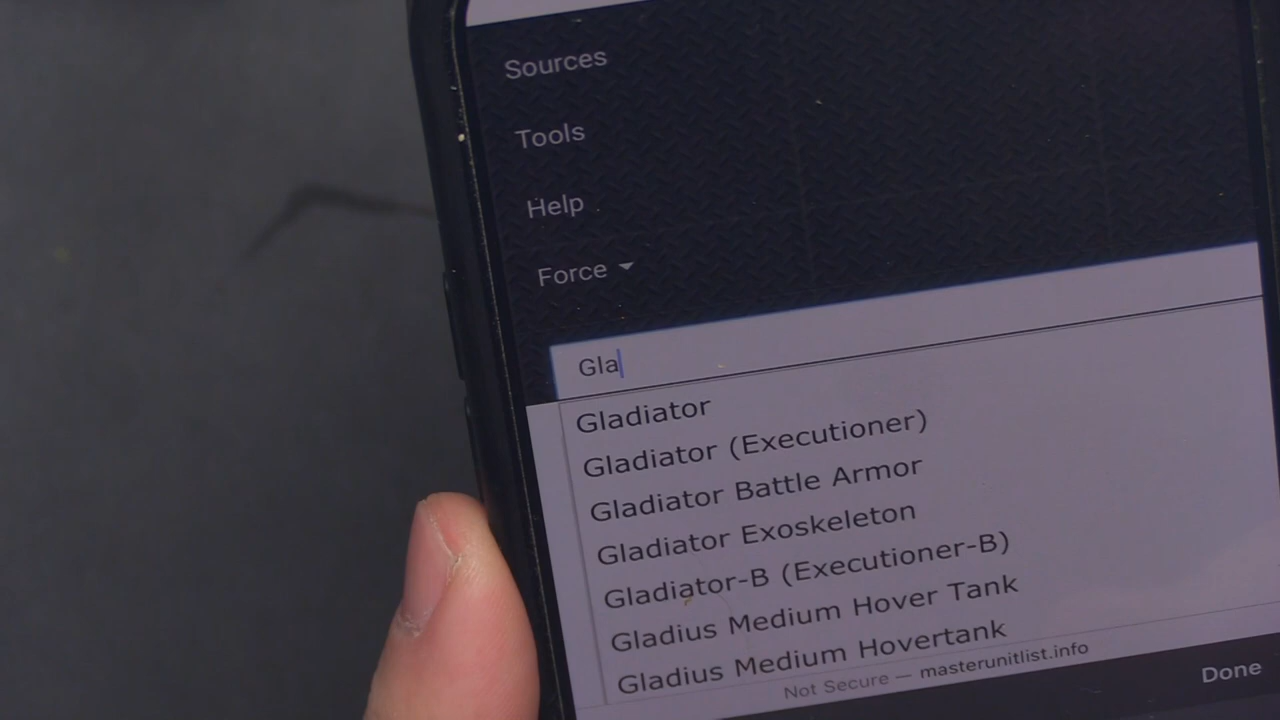 Sources
Tools
Help
Force
Gla
Gladiator
Gladiator (Executioner)
Gladiator Battle Armor
Gladiator Exoskeleton
Gladiator-B (Executioner-B)
Gladius Medium Hover Tank
Gladius Medium Hovertank
Not Secure — masterunitlist.info
Done